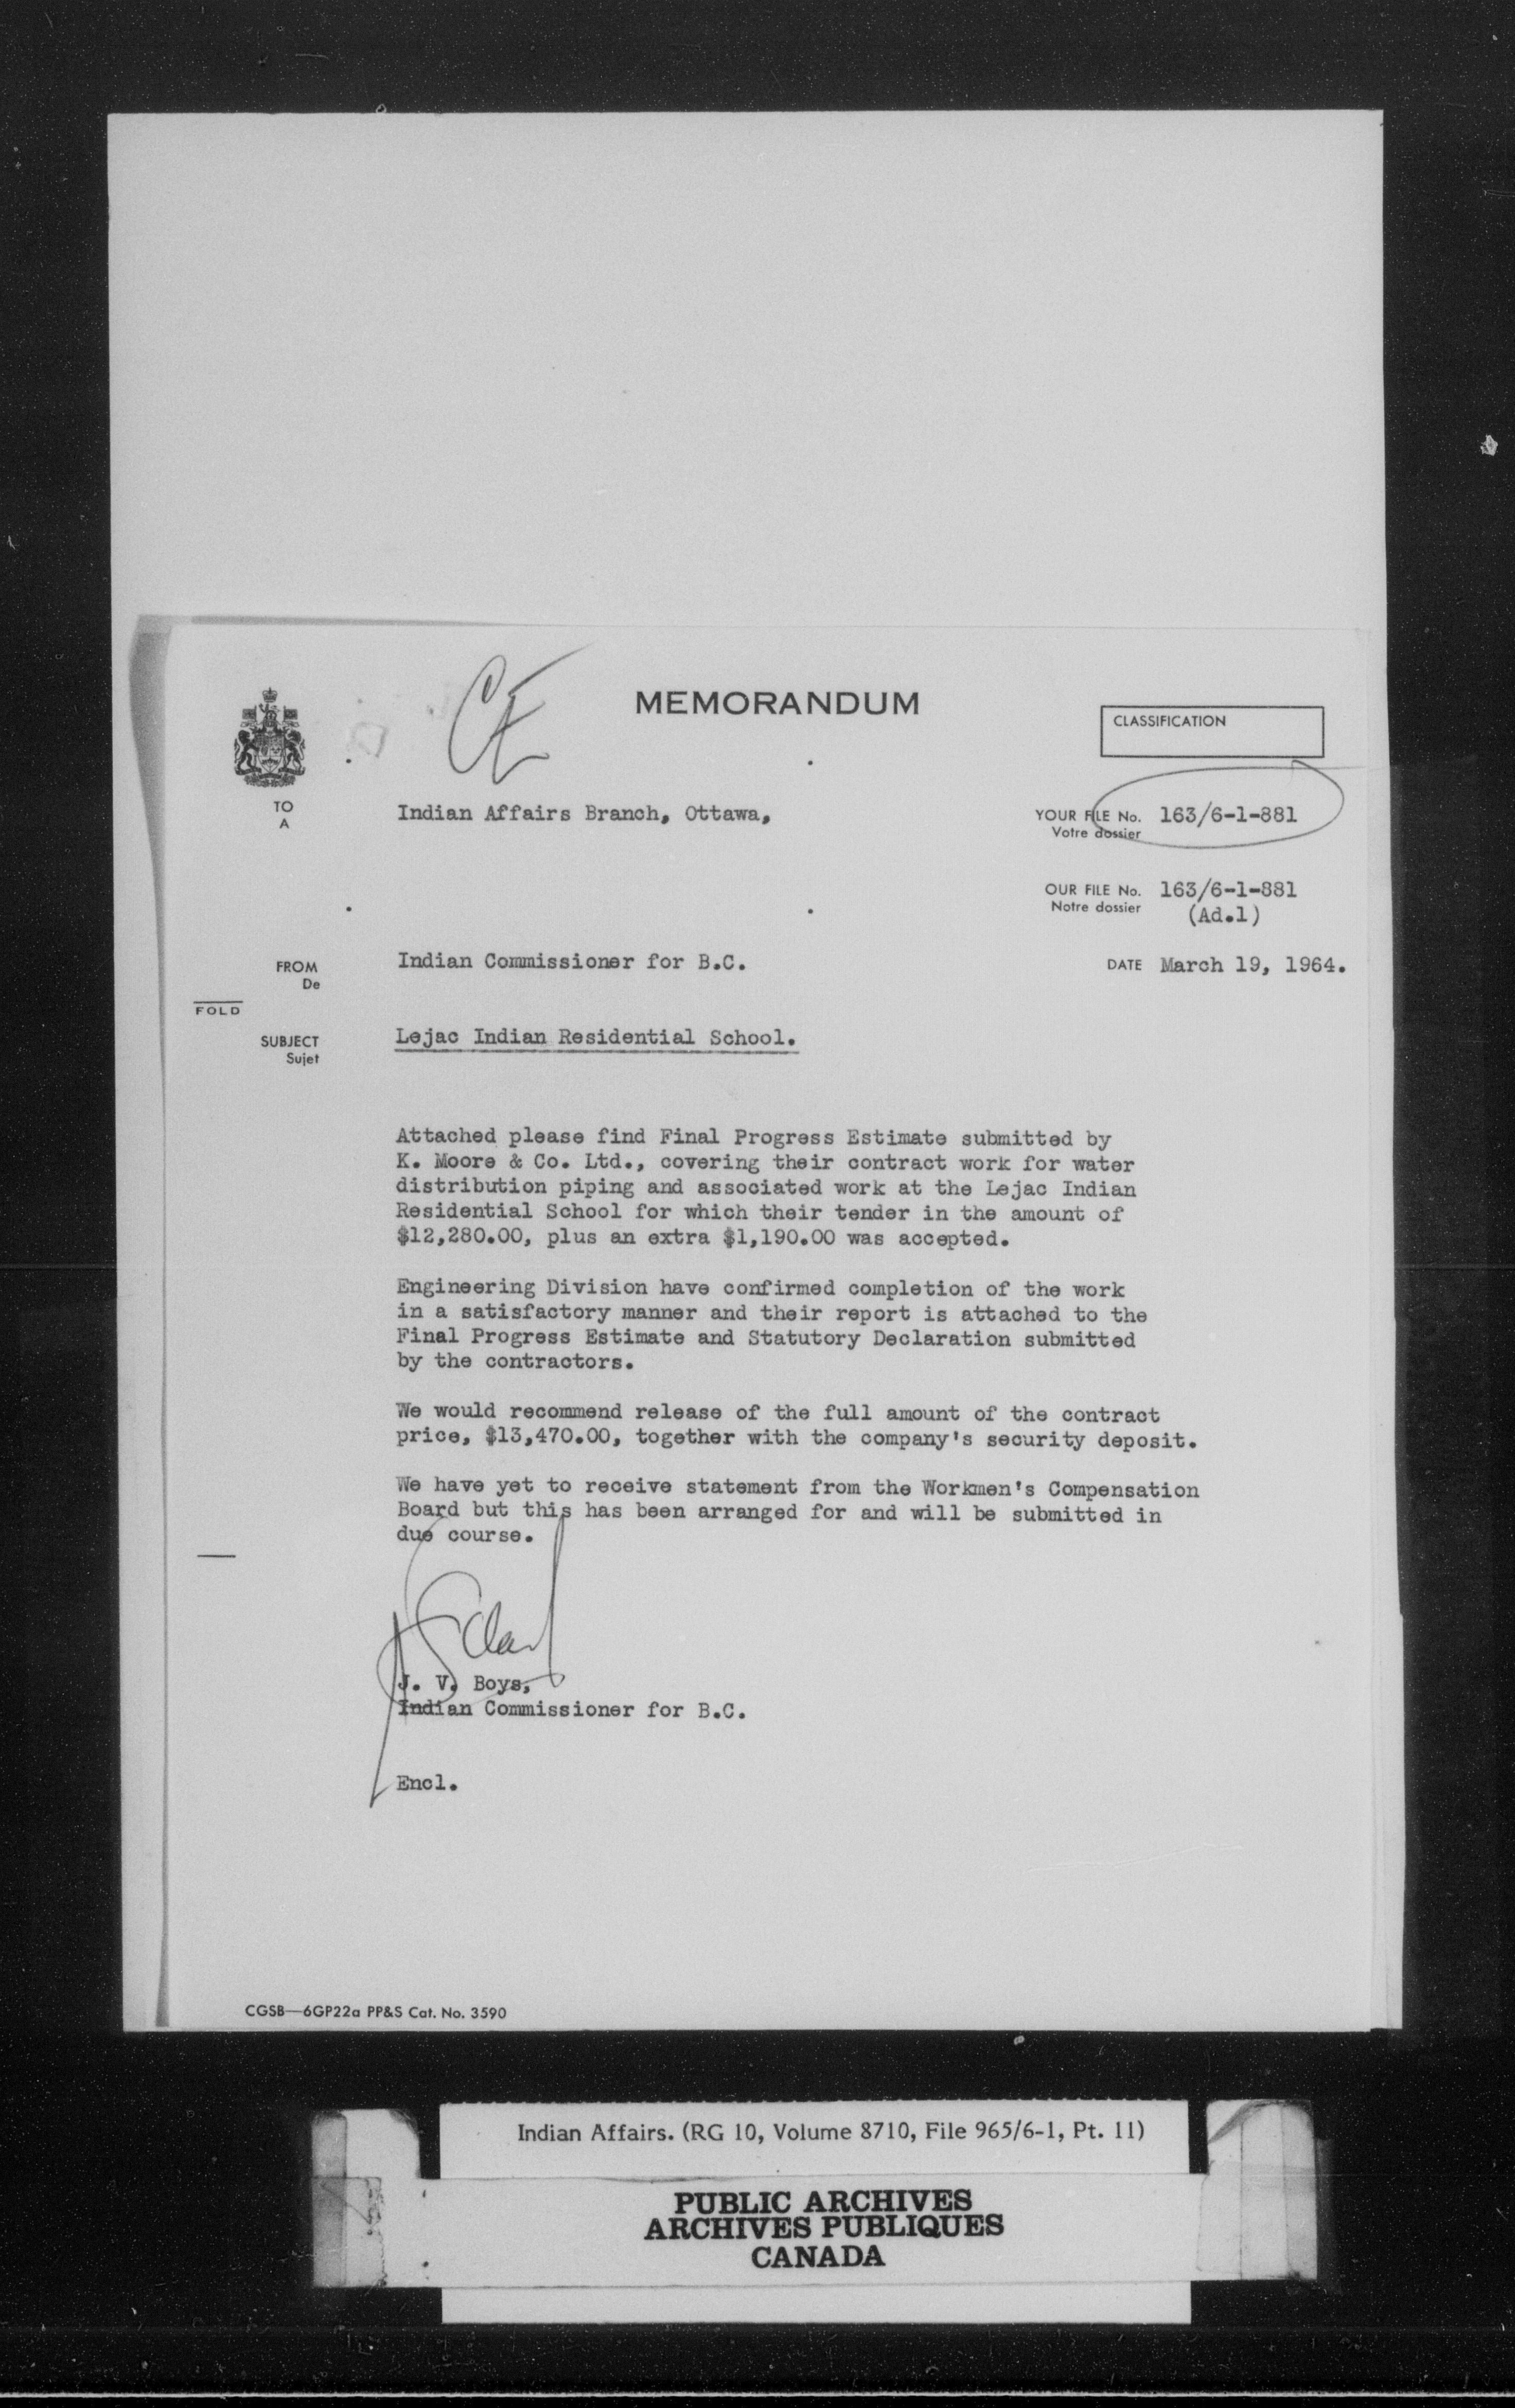 CE
MEMORANDUM
CLASSIFICATION
TO
A
Indian Affairs Branch, Ottawa,
YOUR FILE No. 163/6-1-881
Votre dossier
OUR FILE No. 163/6-1-881
Notre dossier (Ad.1)
FROM
De
Indian Commissioner for B.C.
DATE March 19, 1964.
FOLD
SUBJECT
Sujet
Lejac Indian Residential School.
Attached please find Final Progress Estimate submitted by
K. Moore & Co. Ltd., covering their contract work for water
distribution piping and associated work at the Lejac Indian
Residential School for which their tender in the amount of
$12,280.00, plus an extra $1,190.00 was accepted.
Engineering Division have confirmed completion of the work
in a satisfactory manner and their report is attached to the
Final Progress Estimate and Statutory Declaration submitted
by the contractors.
We would recommend release of the full amount of the contract
price, $13,470.00, together with the company's security deposit.
We have yet to receive statement from the Workmen's Compensation
Board but this has been arranged for and will be submitted in
due course.
J. V. Boys,
Indian Commissioner for B.C.
Encl.
CGSB—6GP22a PP&S Cat. No. 3590
Indian Affairs. (RG 10, Volume 8710, File 965/6-1, Pt. 11)
PUBLIC ARCHIVES
ARCHIVES PUBLIQUES
CANADA